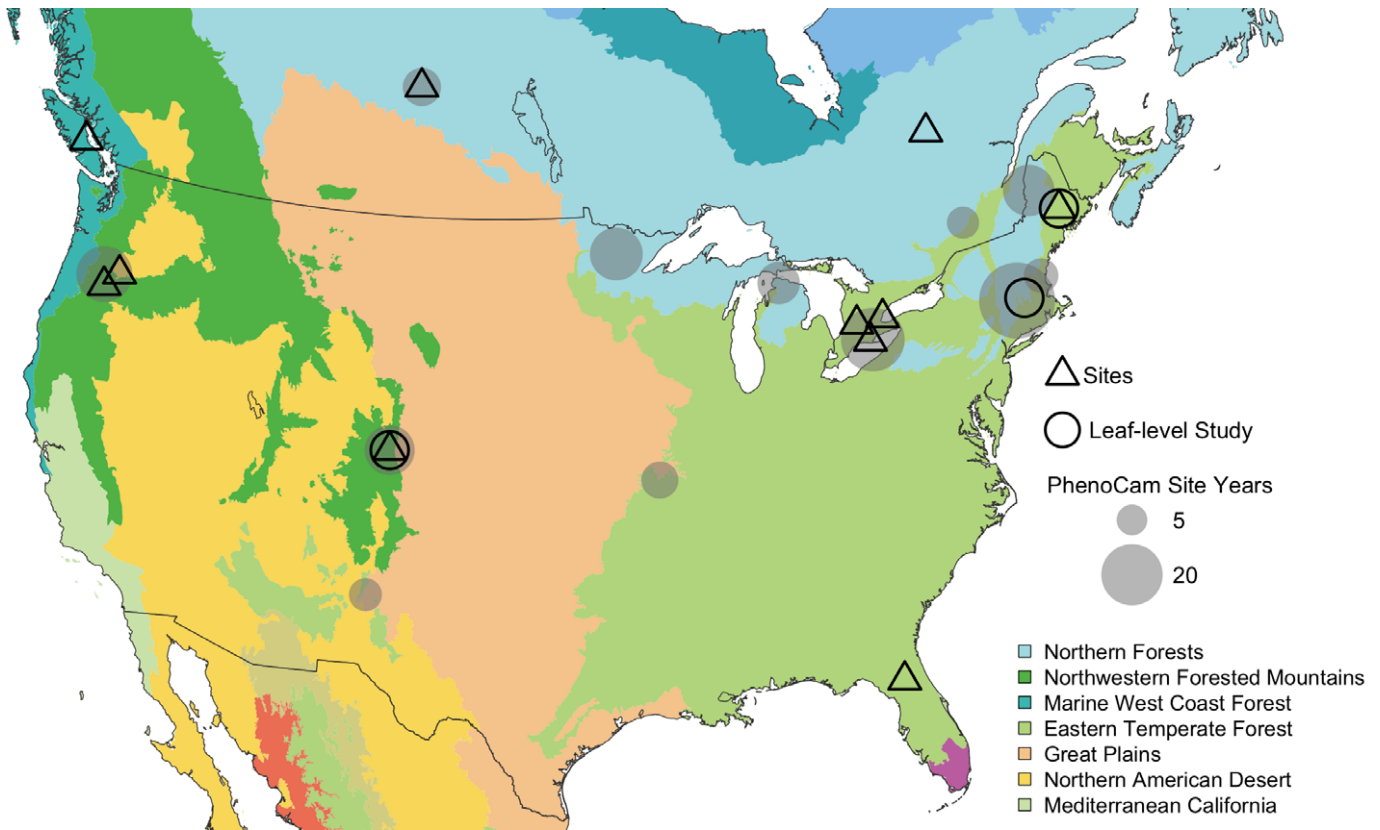 Sites
Leaf-level Study
PhenoCam Site Years
5
20
Northern Forests
Northwestern Forested Mountains
Marine West Coast Forest
Eastern Temperate Forest
Great Plains
Northern American Desert
Mediterranean California